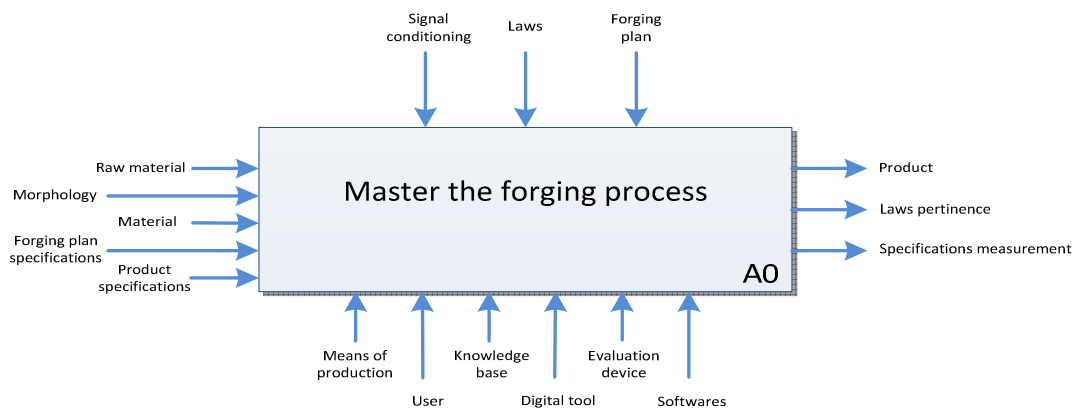 Signal
conditioning
Laws
Forging
plan
Raw material
Morphology
Material
Forging plan
specifications
Product
specifications
Master the forging process
A0
Product
Laws pertinence
Specifications measurement
Means of
production
User
Knowledge
base
Digital tool
Evaluation
device
Softwares